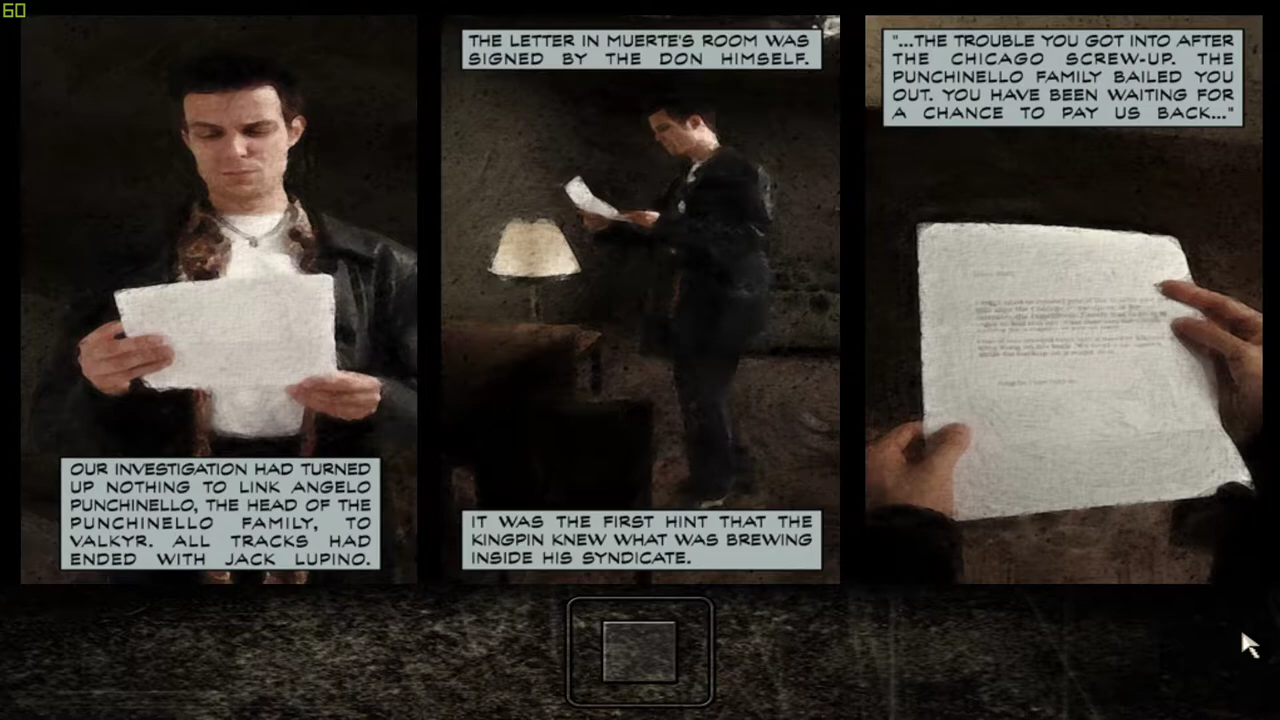 60
OUR INVESTIGATION HAD TURNED
UP NOTHING TO LINK ANGELO
PUNCHINELLO, THE HEAD OF THE
PUNCHINELLO FAMILY, TO
VALKYR. ALL TRACKS HAD
ENDED WITH JACK LUPINO.
THE LETTER IN MUERTE'S ROOM WAS
SIGNED BY THE DON HIMSELF.
IT WAS THE FIRST HINT THAT THE
KINGPIN KNEW WHAT WAS BREWING
INSIDE HIS SYNDICATE.
"...THE TROUBLE YOU GOT INTO AFTER
THE CHICAGO SCREW-UP. THE
PUNCHINELLO FAMILY BAILED YOU
OUT. YOU HAVE BEEN WAITING FOR
A CHANCE TO PAY US BACK..."